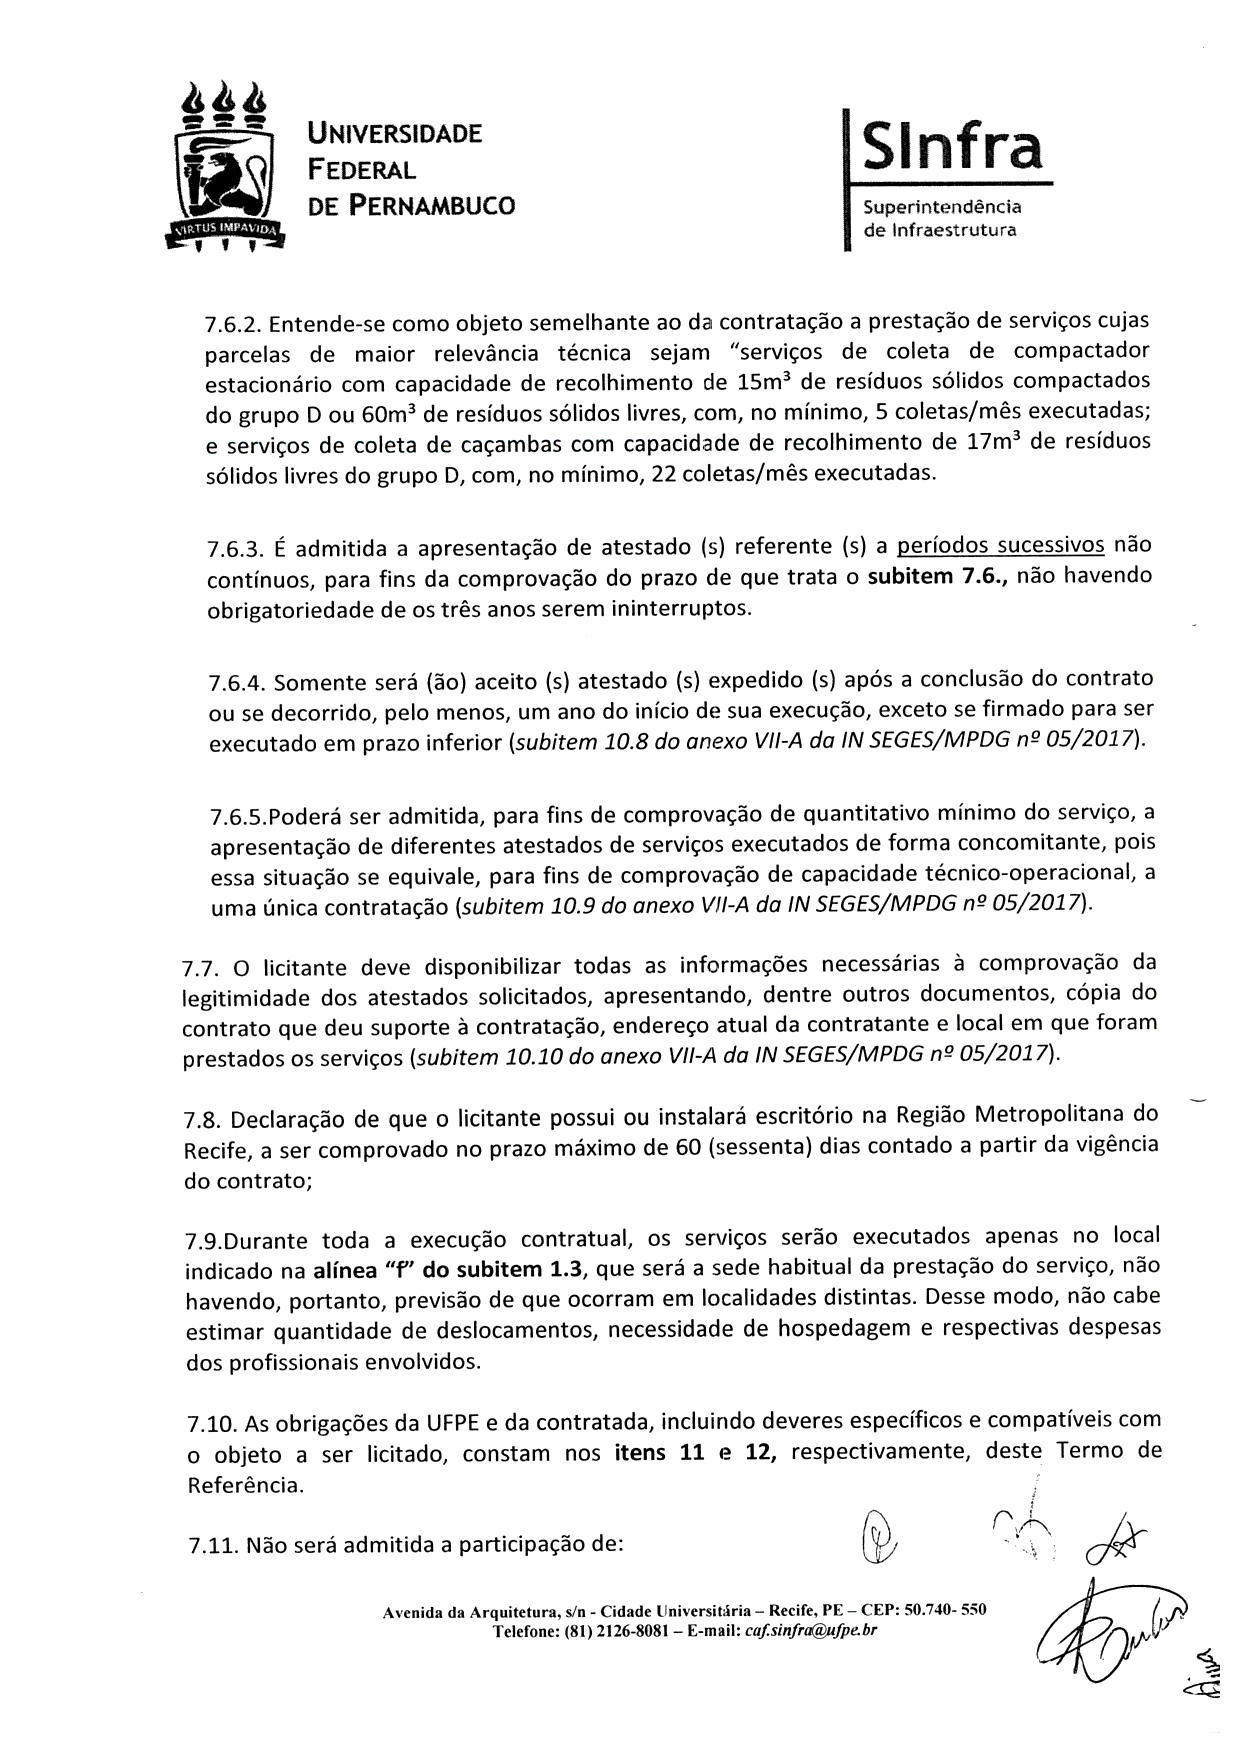 UNIVERSIDADE
FEDERAL
DE PERNAMBUCO
VIRTUS IMPAVIDA
SInfra
Superintendência
de Infraestrutura
7.6.2. Entende-se como objeto semelhante ao da contratação a prestação de serviços cujas
parcelas de maior relevância técnica sejam “serviços de coleta de compactador
estacionário com capacidade de recolhimento de 15m³ de resíduos sólidos compactados
do grupo D ou 60m³ de resíduos sólidos livres, com, no mínimo, 5 coletas/mês executadas;
e serviços de coleta de caçambas com capacidade de recolhimento de 17m³ de resíduos
sólidos livres do grupo D, com, no mínimo, 22 coletas/mês executadas.
7.6.3. É admitida a apresentação de atestado (s) referente (s) a períodos sucessivos não
contínuos, para fins da comprovação do prazo de que trata o subitem 7.6., não havendo
obrigatoriedade de os três anos serem ininterruptos.
7.6.4. Somente será (ão) aceito (s) atestado (s) expedido (s) após a conclusão do contrato
ou se decorrido, pelo menos, um ano do início de sua execução, exceto se firmado para ser
executado em prazo inferior (subitem 10.8 do anexo VII-A da IN SEGES/MPDG nº 05/2017).
7.6.5.Poderá ser admitida, para fins de comprovação de quantitativo mínimo do serviço, a
apresentação de diferentes atestados de serviços executados de forma concomitante, pois
essa situação se equivale, para fins de comprovação de capacidade técnico-operacional, a
uma única contratação (subitem 10.9 do anexo VII-A da IN SEGES/MPDG nº 05/2017).
7.7. O licitante deve disponibilizar todas as informações necessárias à comprovação da
legitimidade dos atestados solicitados, apresentando, dentre outros documentos, cópia do
contrato que deu suporte à contratação, endereço atual da contratante e local em que foram
prestados os serviços (subitem 10.10 do anexo VII-A da IN SEGES/MPDG nº 05/2017).
7.8. Declaração de que o licitante possui ou instalará escritório na Região Metropolitana do
Recife, a ser comprovado no prazo máximo de 60 (sessenta) dias contado a partir da vigência
do contrato;
7.9.Durante toda a execução contratual, os serviços serão executados apenas no local
indicado na alínea “f” do subitem 1.3, que será a sede habitual da prestação do serviço, não
havendo, portanto, previsão de que ocorram em localidades distintas. Desse modo, não cabe
estimar quantidade de deslocamentos, necessidade de hospedagem e respectivas despesas
dos profissionais envolvidos.
7.10. As obrigações da UFPE e da contratada, incluindo deveres específicos e compatíveis com
o objeto a ser licitado, constam nos itens 11 e 12, respectivamente, deste Termo de
Referência.
7.11. Não será admitida a participação de:
Avenida da Arquitetura, s/n - Cidade Universitária – Recife, PE – CEP: 50.740- 550
Telefone: (81) 2126-8081 – E-mail: caf.sinfra@ufpe.br